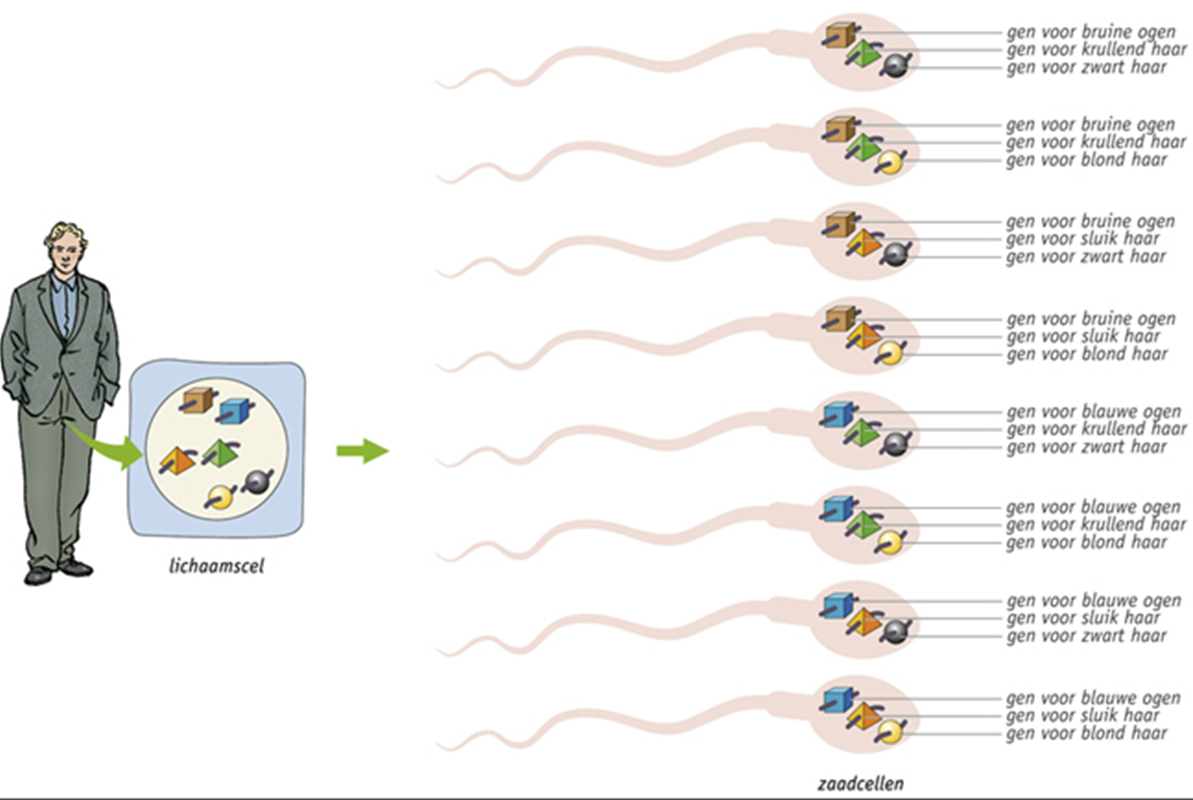 gen voor bruine ogen
gen voor krullend haar
gen voor zwart haar
gen voor bruine ogen
gen voor krullend haar
gen voor blond haar
gen voor bruine ogen
gen voor sluik haar
gen voor zwart haar
gen voor bruine ogen
gen voor sluik haar
gen voor blond haar
gen voor blauwe ogen
gen voor krullend haar
gen voor zwart haar
gen voor blauwe ogen
gen voor krullend haar
gen voor blond haar
lichaamscel
gen voor blauwe ogen
gen voor sluik haar
gen voor zwart haar
gen voor blauwe ogen
gen voor sluik haar
gen voor blond haar
zaadcellen